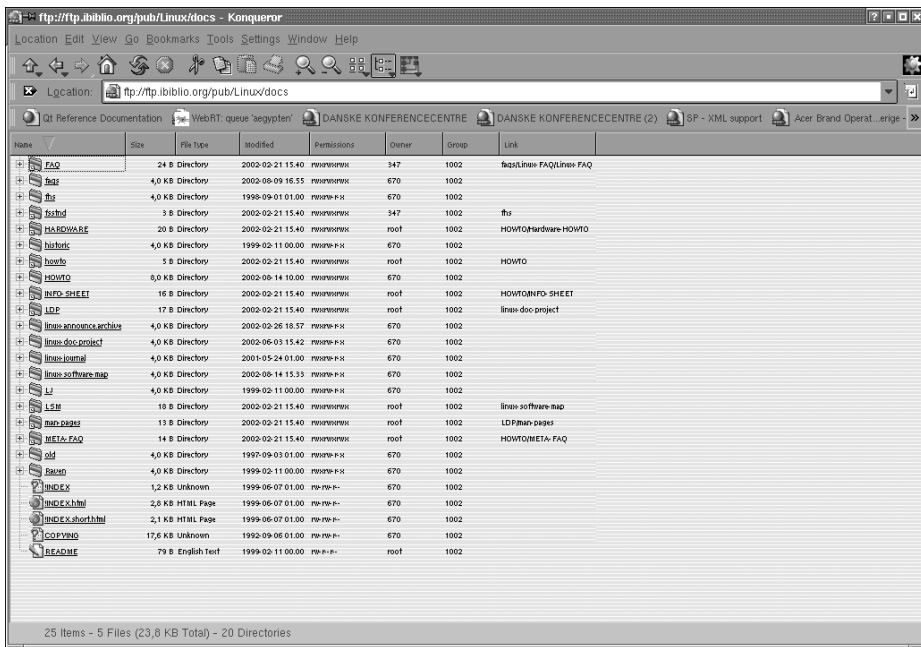 ftp://ftp.ibiblio.org/pub/Linux/docs - Konqueror
Location Edit View Go Bookmarks Tools Settings Window Help
Location: ftp://ftp.ibiblio.org/pub/Linux/docs
Qt Reference Documentation WebRT: queue 'aegypten' DANSKE KONFERENCECENTRE DANSKE KONFERENCECENTRE (2) SP - XML support Acer Brand Operat...erige -
Name Size File Type Modified Permissions Owner Group Link
FAQ 24 B Directory 2002-02-21 15.40 rwxrwxrwx 347 1002 faqs/Linux-FAQ/Linux-FAQ
faqs 4,0 KB Directory 2002-08-09 16.55 rwxrwxrwx 670 1002
fhs 4,0 KB Directory 1998-09-01 01.00 rwxrwxr-x 670 1002
fsstnd 3 B Directory 2002-02-21 15.40 rwxrwxrwx 347 1002 fhs
HARDWARE 20 B Directory 2002-02-21 15.40 rwxrwxrwx root 1002 HOWTO/Hardware-HOWTO
historic 4,0 KB Directory 1999-02-11 00.00 rwxrwxr-x 670 1002
howto 5 B Directory 2002-02-21 15.40 rwxrwxrwx root 1002 HOWTO
HOWTO 8,0 KB Directory 2002-08-14 10.00 rwxrwxrwx 670 1002
INFO-SHEET 16 B Directory 2002-02-21 15.40 rwxrwxrwx root 1002 HOWTO/INFO-SHEET
LDP 17 B Directory 2002-02-21 15.40 rwxrwxrwx root 1002 linux-doc-project
linux-announce.archive 4,0 KB Directory 2002-02-26 18.57 rwxrwxr-x 670 1002
linux-doc-project 4,0 KB Directory 2002-06-03 15.42 rwxrwxr-x 670 1002
linux-journal 4,0 KB Directory 2001-05-24 01.00 rwxrwxr-x 670 1002
linux-software-map 4,0 KB Directory 2002-08-14 15.33 rwxrwxr-x 670 1002
LJ 4,0 KB Directory 1999-02-11 00.00 rwxrwxr-x 670 1002
LSM 18 B Directory 2002-02-21 15.40 rwxrwxrwx root 1002 linux-software-map
man-pages 13 B Directory 2002-02-21 15.40 rwxrwxrwx root 1002 LDP/man-pages
META-FAQ 14 B Directory 2002-02-21 15.40 rwxrwxrwx root 1002 HOWTO/META-FAQ
old 4,0 KB Directory 1997-09-03 01.00 rwxrwxr-x 670 1002
Raven 4,0 KB Directory 1999-02-11 00.00 rwxrwxr-x 670 1002
!INDEX 1,2 KB Unknown 1999-06-07 01.00 rw-rw-r-- 670 1002
!INDEX.html 2,8 KB HTML Page 1999-06-07 01.00 rw-rw-r-- 670 1002
!INDEX.short.html 2,1 KB HTML Page 1999-06-07 01.00 rw-rw-r-- 670 1002
COPYING 17,6 KB Unknown 1992-09-06 01.00 rw-rw-r-- 670 1002
README 79 B English Text 1999-02-11 00.00 rw-r--r-- root 1002
25 Items - 5 Files (23,8 KB Total) - 20 Directories